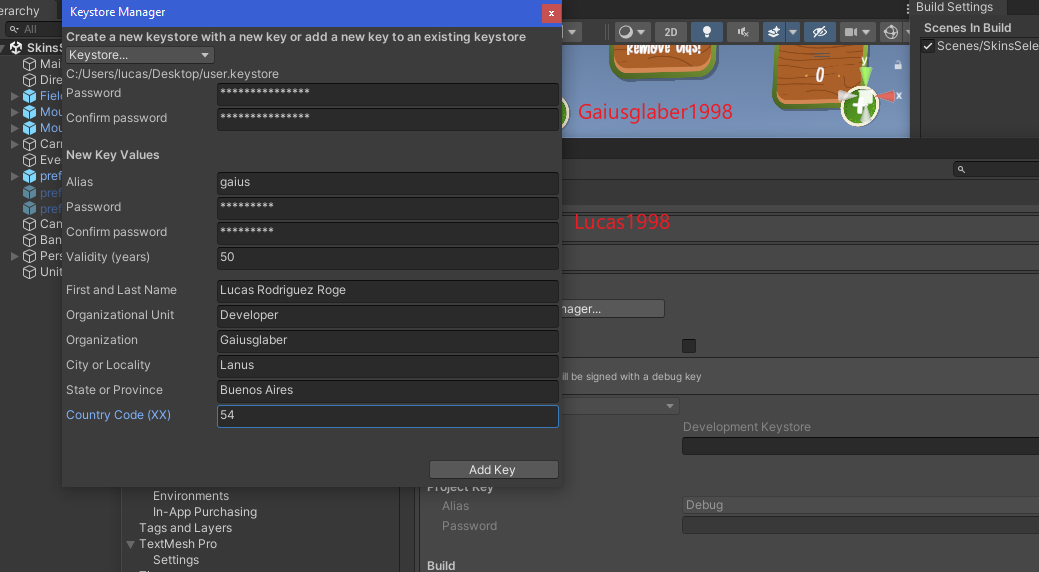 Keystore Manager
x
Create a new keystore with a new key or add a new key to an existing keystore
Keystore...
C:/Users/lucas/Desktop/user.keystore
Password
***************
Confirm password
***************
New Key Values
Alias
gaius
Password
*********
Confirm password
*********
Validity (years)
50
First and Last Name
Lucas Rodriguez Roge
Organizational Unit
Developer
Organization
Gaiusglaber
City or Locality
Lanus
State or Province
Buenos Aires
Country Code (XX)
54
Add Key
erarchy
All
SkinsS
Mai
Dire
Field
Mou
Mou
Can
Eve
pref
pref
pref
Can
Ban
Pers
Unit
2D
Remove Ads!
0
y
x
Gaiusglaber1998
Build Settings
Scenes In Build
Scenes/SkinsSele
Lucas1998
nager...
ill be signed with a debug key
Development Keystore
Project Key
Alias
Debug
Password
Build
Environments
In-App Purchasing
Tags and Layers
TextMesh Pro
Settings